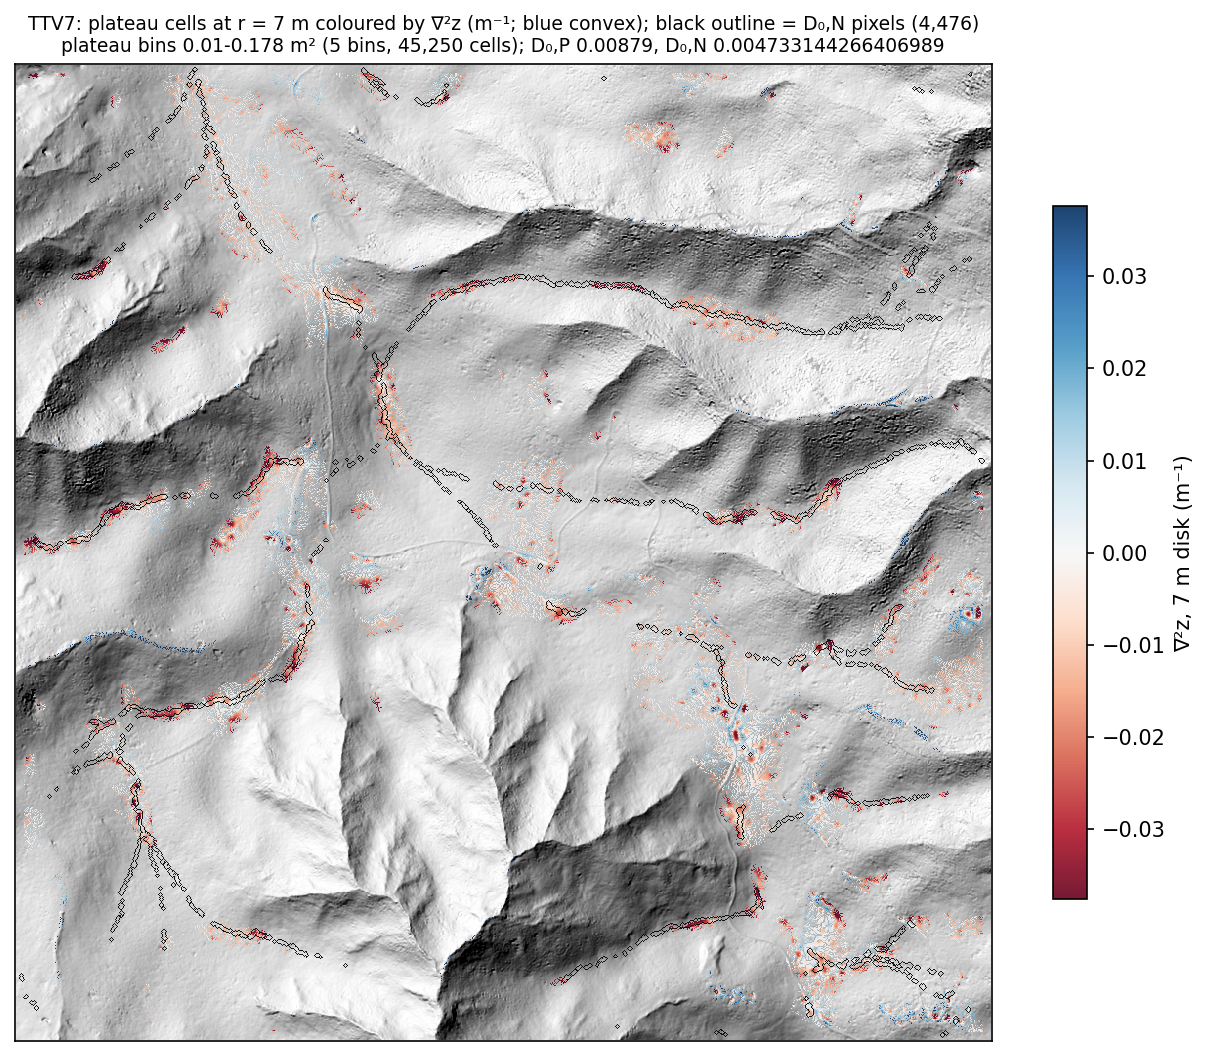 TTV7: plateau cells at r = 7 m coloured by ∇²z (m⁻¹; blue convex); black outline = D₀,N pixels (4,476)
plateau bins 0.01-0.178 m² (5 bins, 45,250 cells); D₀,P 0.00879, D₀,N 0.004733144266406989
0.03
0.02
0.01
0.00
−0.01
−0.02
−0.03
∇²z, 7 m disk (m⁻¹)